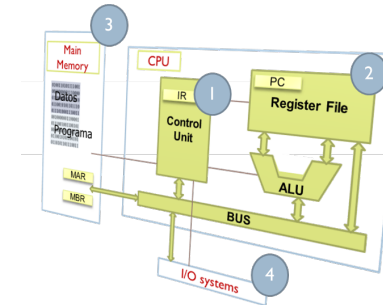 3
Main
Memory
Datos
Programa
MAR
MBR
CPU
1
IR
Control
Unit
2
PC
Register File
ALU
BUS
4
I/O systems